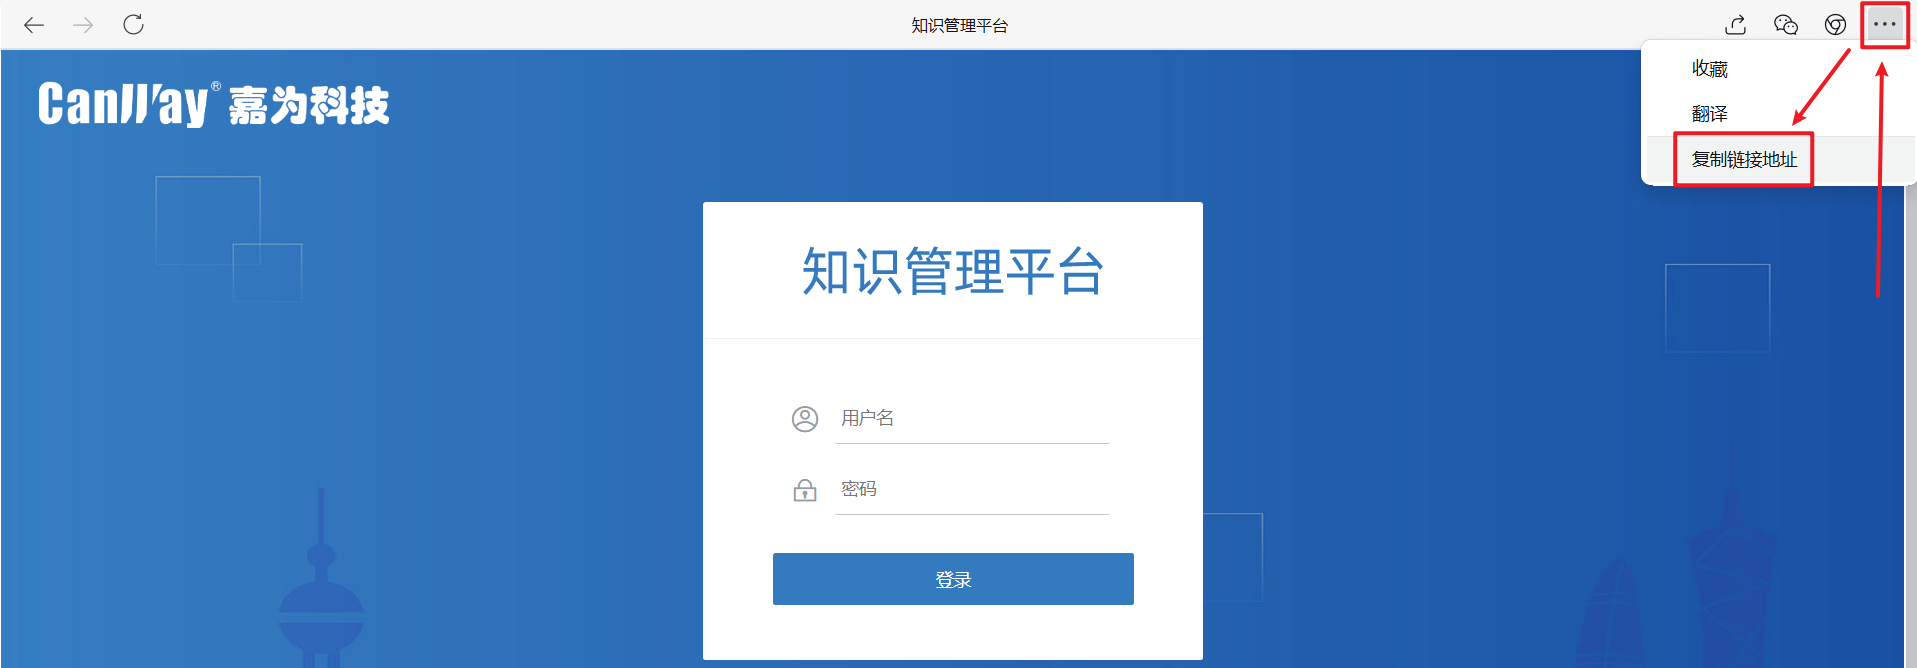 知识管理平台
收藏
翻译
复制链接地址
CanWay® 嘉为科技
知识管理平台
用户名
密码
登录